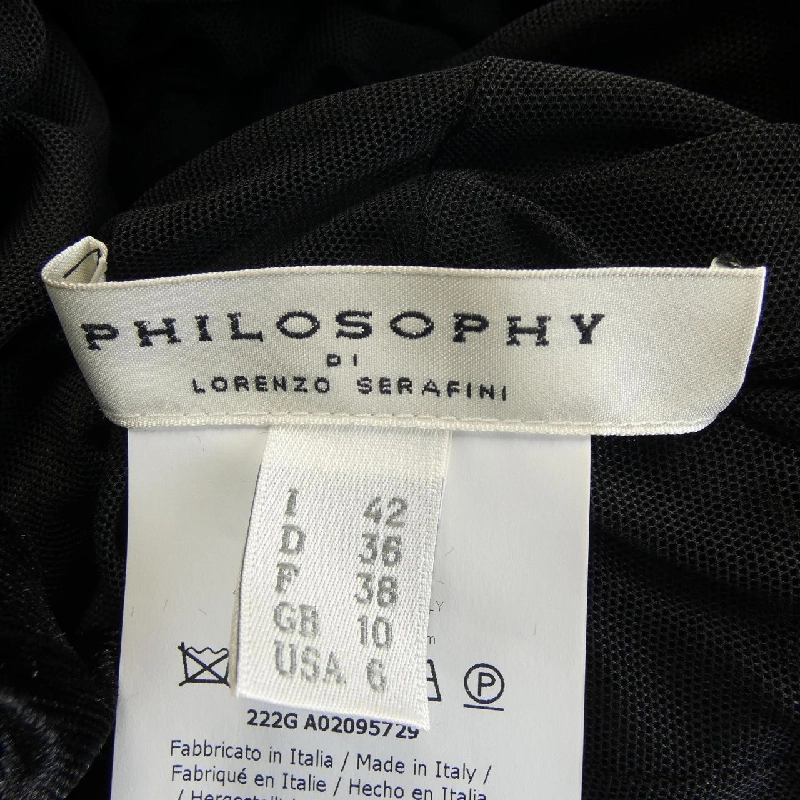 PHILOSOPHY
DI
LORENZO SERAFINI
I 42
D 36
F 38
GB 10
USA 6
P
222G A02095729
Fabbricato in Italia / Made in Italy /
Fabriqué en Italie / Hecho en Italia